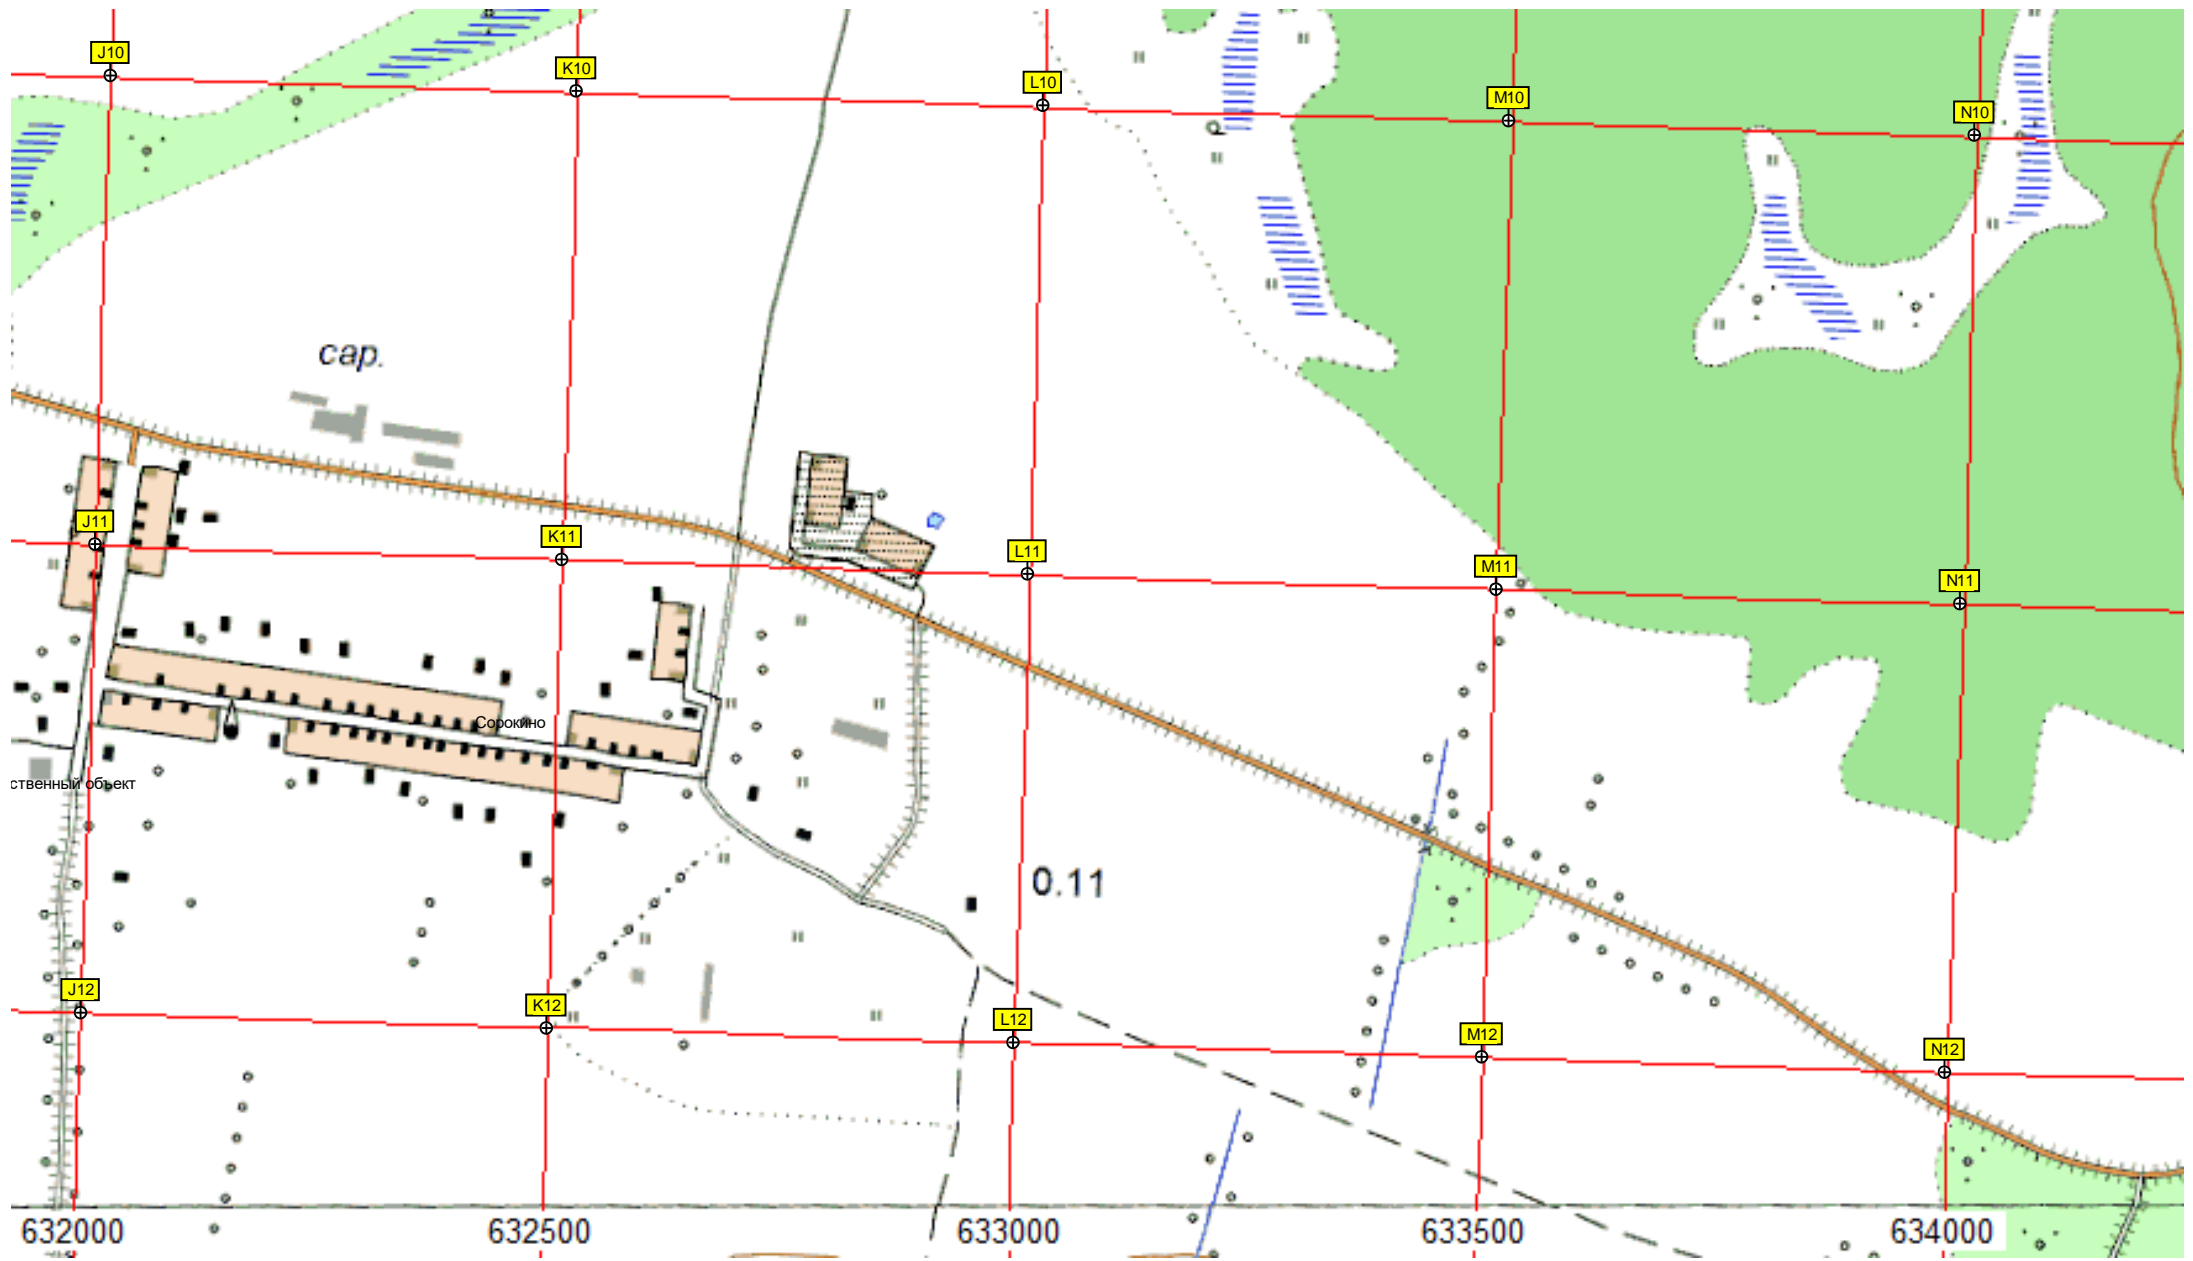 J10
K10
L10
M10
N10
сар.
J11
K11
L11
M11
N11
Сорокино
ственный объект
0.11
J12
K12
L12
M12
N12
632000 632500 633000 633500 634000